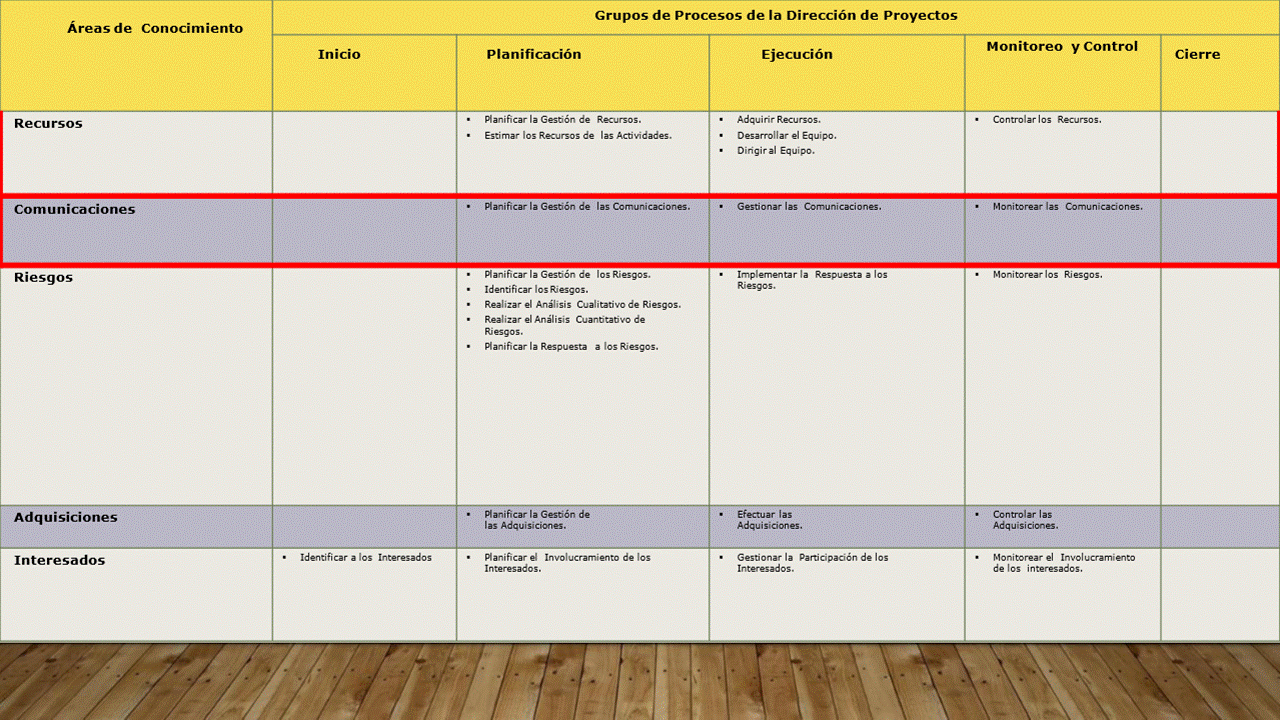 Áreas de Conocimiento
Grupos de Procesos de la Dirección de Proyectos
Inicio
Planificación
Ejecución
Monitoreo y Control
Cierre
Recursos
▪ Planificar la Gestión de Recursos.
▪ Estimar los Recursos de las Actividades.
▪ Adquirir Recursos.
▪ Desarrollar el Equipo.
▪ Dirigir al Equipo.
▪ Controlar los Recursos.
Comunicaciones
▪ Planificar la Gestión de las Comunicaciones.
▪ Gestionar las Comunicaciones.
▪ Monitorear las Comunicaciones.
Riesgos
▪ Planificar la Gestión de los Riesgos.
▪ Identificar los Riesgos.
▪ Realizar el Análisis Cualitativo de Riesgos.
▪ Realizar el Análisis Cuantitativo de
Riesgos.
▪ Planificar la Respuesta a los Riesgos.
▪ Implementar la Respuesta a los
Riesgos.
▪ Monitorear los Riesgos.
Adquisiciones
▪ Planificar la Gestión de
las Adquisiciones.
▪ Efectuar las
Adquisiciones.
▪ Controlar las
Adquisiciones.
Interesados
▪ Identificar a los Interesados
▪ Planificar el Involucramiento de los
Interesados.
▪ Gestionar la Participación de los
Interesados.
▪ Monitorear el Involucramiento
de los interesados.